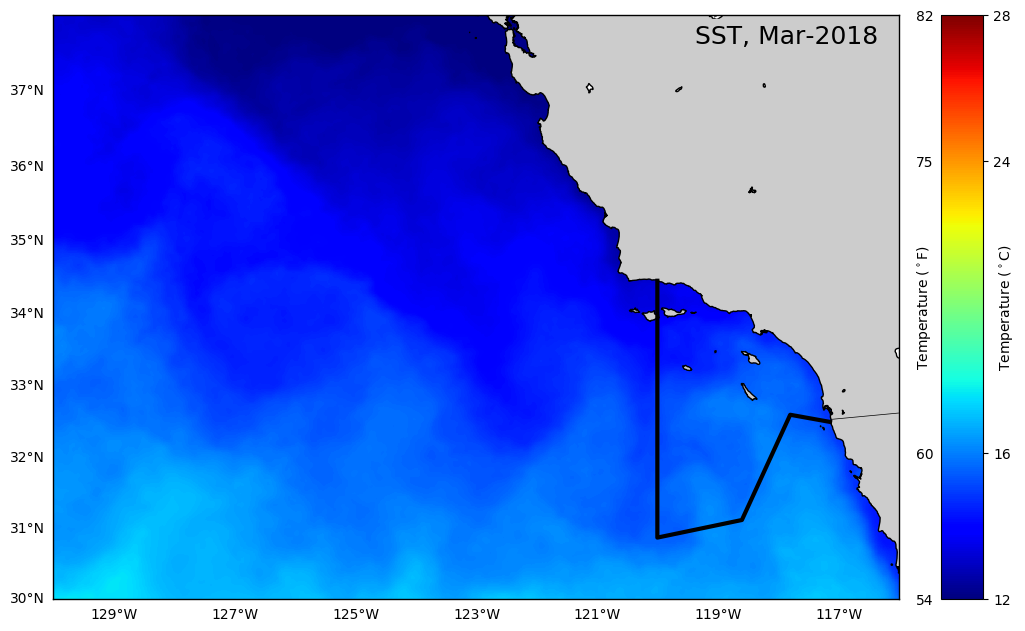 SST, Mar-2018
37°N
36°N
35°N
34°N
33°N
32°N
31°N
30°N
129°W
127°W
125°W
123°W
121°W
119°W
117°W
82
75
60
54
Temperature (°F)
28
24
16
12
Temperature (°C)